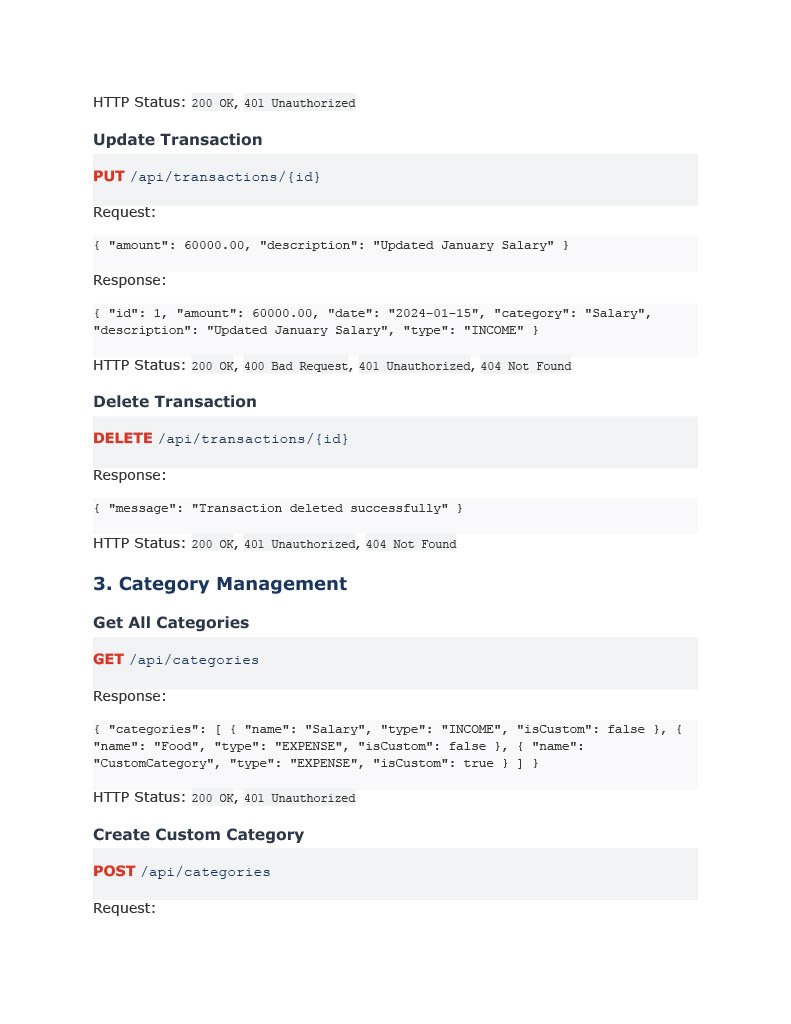 HTTP Status: 200 OK, 401 Unauthorized
Update Transaction
PUT /api/transactions/{id}
Request:
{ "amount": 60000.00, "description": "Updated January Salary" }
Response:
{ "id": 1, "amount": 60000.00, "date": "2024-01-15", "category": "Salary",
"description": "Updated January Salary", "type": "INCOME" }
HTTP Status: 200 OK, 400 Bad Request, 401 Unauthorized, 404 Not Found
Delete Transaction
DELETE /api/transactions/{id}
Response:
{ "message": "Transaction deleted successfully" }
HTTP Status: 200 OK, 401 Unauthorized, 404 Not Found
3. Category Management
Get All Categories
GET /api/categories
Response:
{ "categories": [ { "name": "Salary", "type": "INCOME", "isCustom": false }, {
"name": "Food", "type": "EXPENSE", "isCustom": false }, { "name":
"CustomCategory", "type": "EXPENSE", "isCustom": true } ] }
HTTP Status: 200 OK, 401 Unauthorized
Create Custom Category
POST /api/categories
Request: